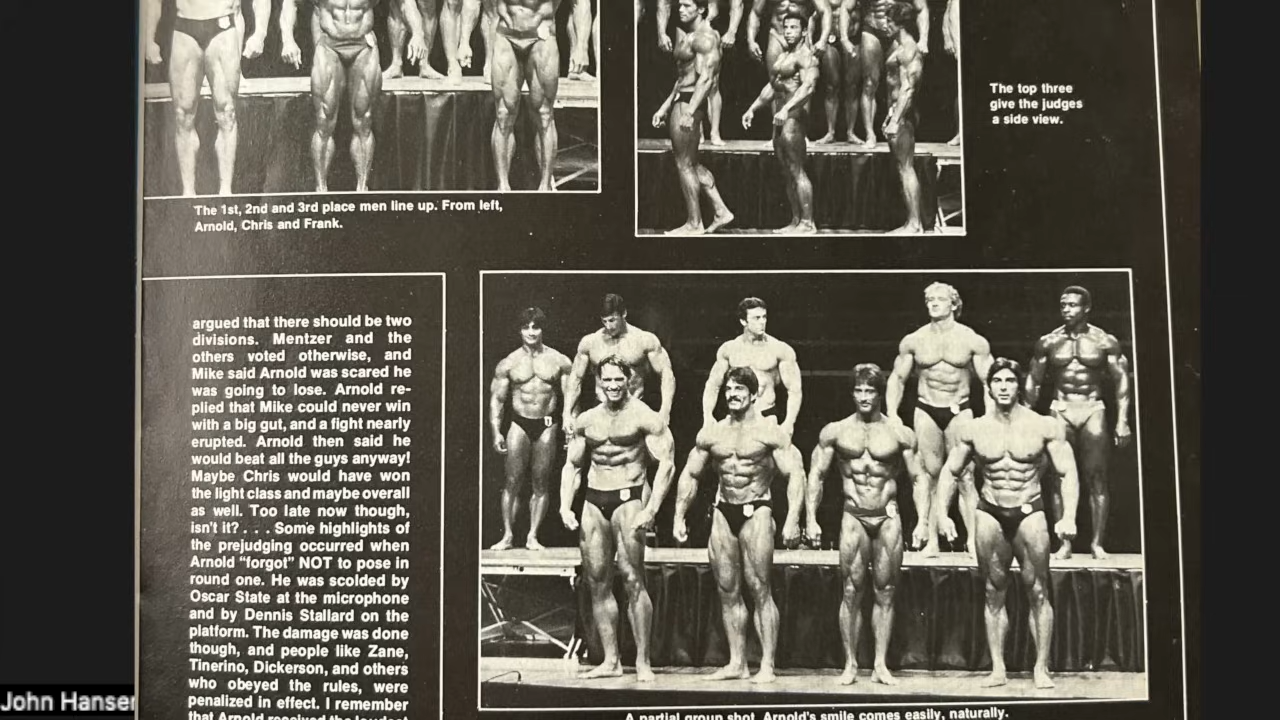 The top three
give the judges
a side view.
The 1st, 2nd and 3rd place men line up. From left,
Arnold, Chris and Frank.
argued that there should be two
divisions. Mentzer and the
others voted otherwise, and
Mike said Arnold was scared he
was going to lose. Arnold re-
plied that Mike could never win
with a big gut, and a fight nearly
erupted. Arnold then said he
would beat all the guys anyway!
Maybe Chris would have won
the light class and maybe overall
as well. Too late now though,
isn't it? . . . Some highlights of
the prejudging occurred when
Arnold “forgot” NOT to pose in
round one. He was scolded by
Oscar State at the microphone
and by Dennis Stallard on the
platform. The damage was done
though, and people like Zane,
Tinerino, Dickerson, and others
who obeyed the rules, were
penalized in effect. I remember
that Arnold received the loudest
A partial group shot. Arnold's smile comes easily, naturally.
John Hansen